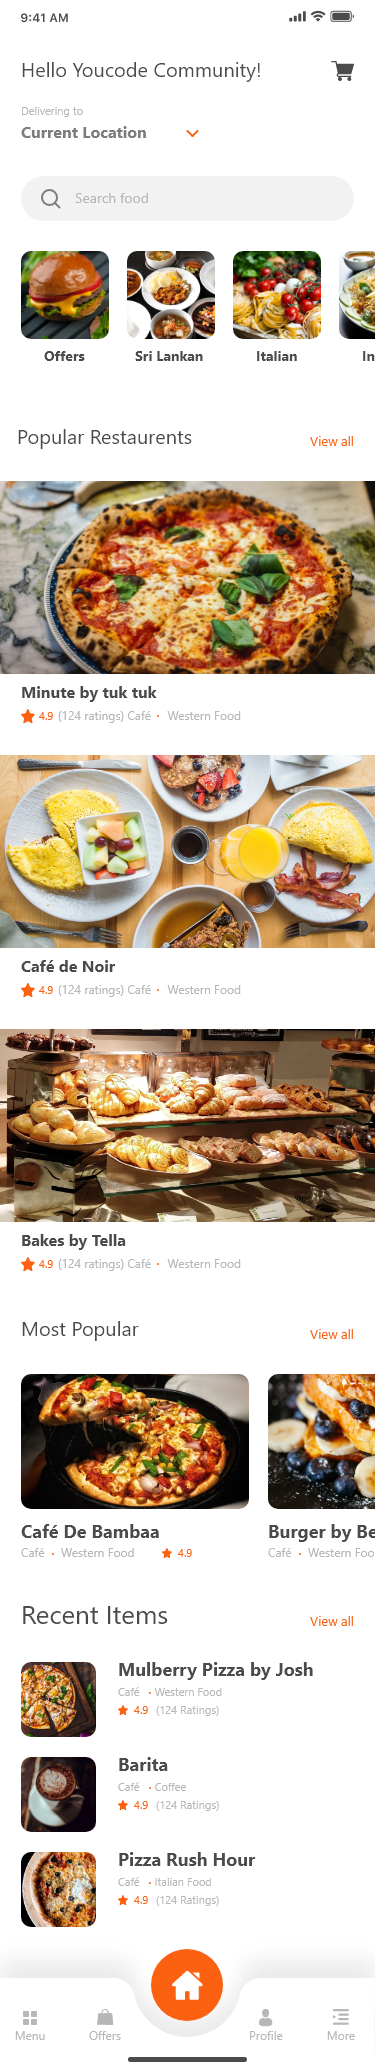 9:41 AM
Hello Youcode Community!
Delivering to
Current Location
Search food
Offers Sri Lankan Italian In
Popular Restaurents View all
Minute by tuk tuk
4.9 (124 ratings) Café • Western Food
Café de Noir
4.9 (124 ratings) Café • Western Food
Bakes by Tella
4.9 (124 ratings) Café • Western Food
Most Popular View all
Café De Bambaa Burger by Be
Café • Western Food 4.9 Café • Western Foo
Recent Items View all
Mulberry Pizza by Josh
Café • Western Food
4.9 (124 Ratings)
Barita
Café • Coffee
4.9 (124 Ratings)
Pizza Rush Hour
Café • Italian Food
4.9 (124 Ratings)
Menu Offers Profile More